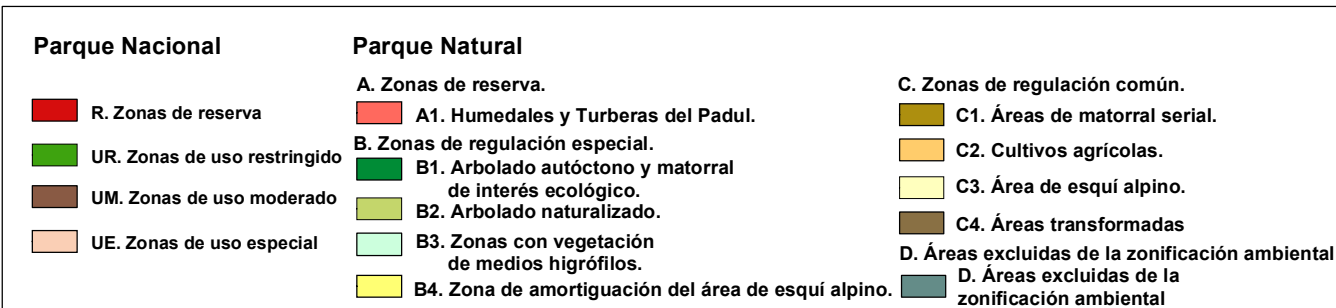 Parque Nacional
R. Zonas de reserva
UR. Zonas de uso restringido
UM. Zonas de uso moderado
UE. Zonas de uso especial
Parque Natural
A. Zonas de reserva.
A1. Humedales y Turberas del Padul.
B. Zonas de regulación especial.
B1. Arbolado autóctono y matorral
de interés ecológico.
B2. Arbolado naturalizado.
B3. Zonas con vegetación
de medios higrófilos.
B4. Zona de amortiguación del área de esquí alpino.
C. Zonas de regulación común.
C1. Áreas de matorral serial.
C2. Cultivos agrícolas.
C3. Área de esquí alpino.
C4. Áreas transformadas
D. Áreas excluidas de la zonificación ambiental
D. Áreas excluidas de la
zonificación ambiental